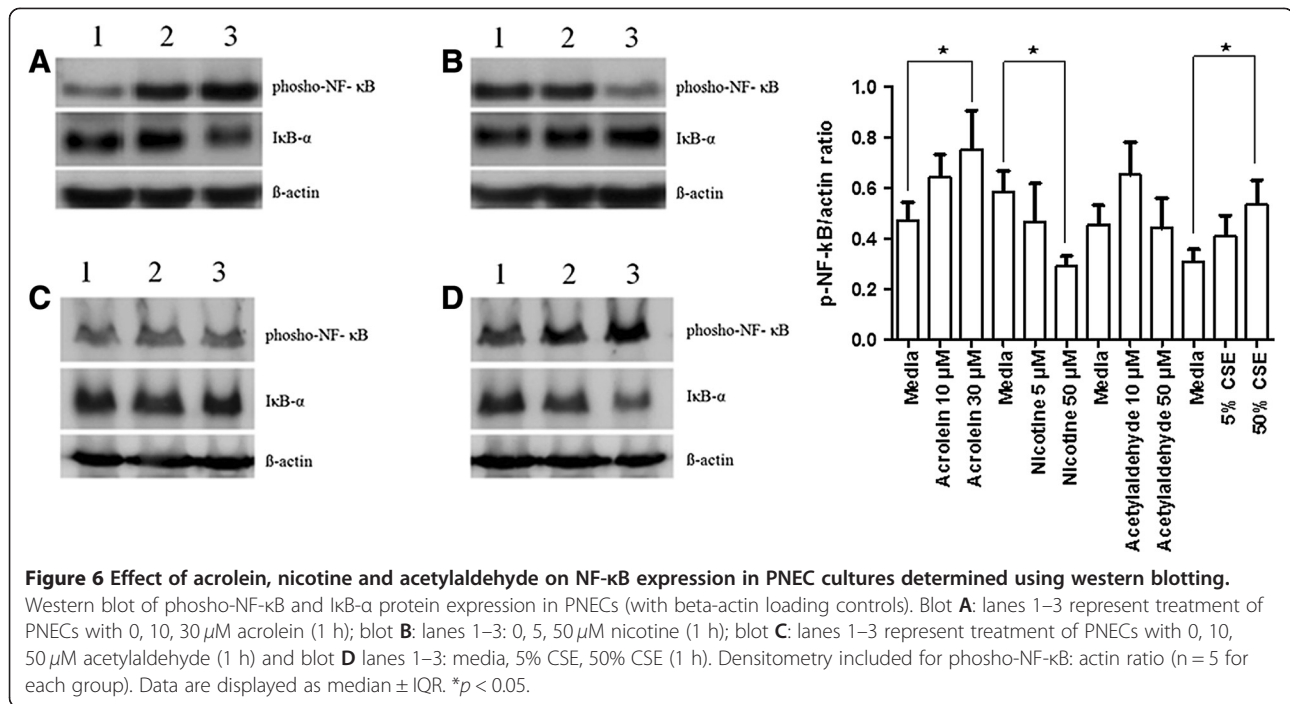 A
1 2 3
phosho-NF- κB
IκB-α
ß-actin
B
1 2 3
phosho-NF- κB
IκB-α
ß-actin
C
1 2 3
phosho-NF- κB
IκB-α
ß-actin
D
1 2 3
phosho-NF- κB
IκB-α
ß-actin
* * *
p-NF-kB/actin ratio
1.0
0.8
0.6
0.4
0.2
0.0
Media
Acrolein 10 µM
Acrolein 30 µM
Media
Nicotine 5 µM
Nicotine 50 µM
Media
Acetylaldehyde 10 µM
Acetylaldehyde 50 µM
Media
5% CSE
50% CSE
Figure 6 Effect of acrolein, nicotine and acetylaldehyde on NF-κB expression in PNEC cultures determined using western blotting.
Western blot of phosho-NF-κB and IκB-α protein expression in PNECs (with beta-actin loading controls). Blot A: lanes 1–3 represent treatment of
PNECs with 0, 10, 30 µM acrolein (1 h); blot B: lanes 1–3: 0, 5, 50 µM nicotine (1 h); blot C: lanes 1–3 represent treatment of PNECs with 0, 10,
50 µM acetylaldehyde (1 h) and blot D lanes 1–3: media, 5% CSE, 50% CSE (1 h). Densitometry included for phosho-NF-κB: actin ratio (n = 5 for
each group). Data are displayed as median ± IQR. *p < 0.05.